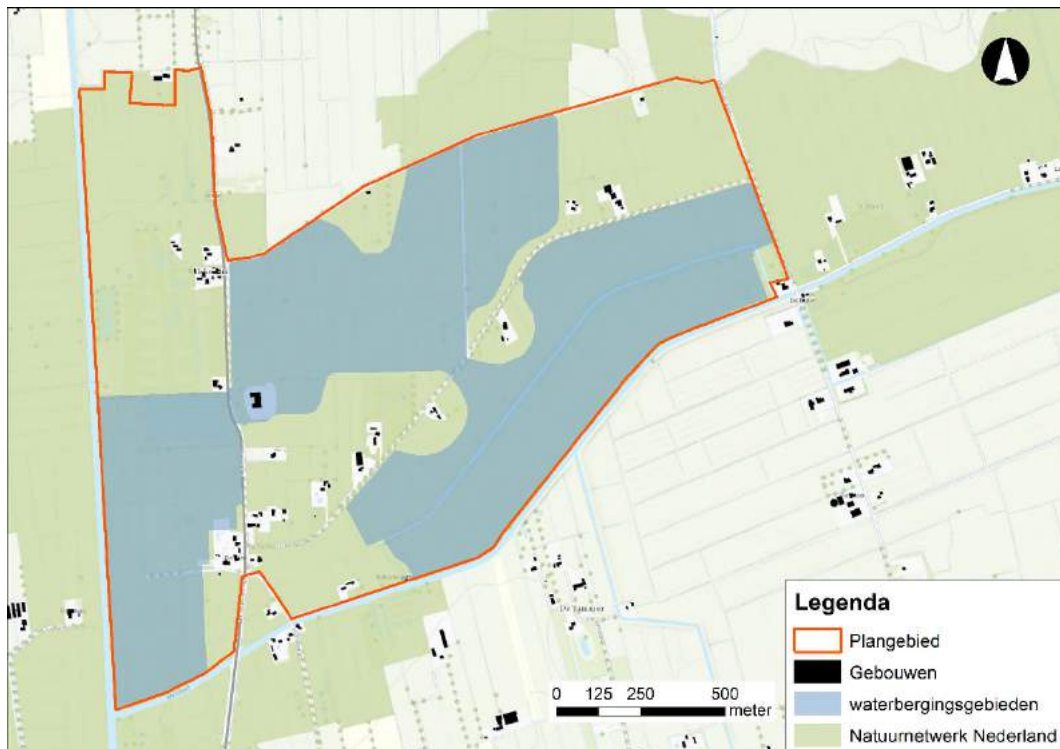 Legenda
Plangebied
Gebouwen
waterbergingsgebieden
Natuurnetwerk Nederland
0 125 250 500
meter